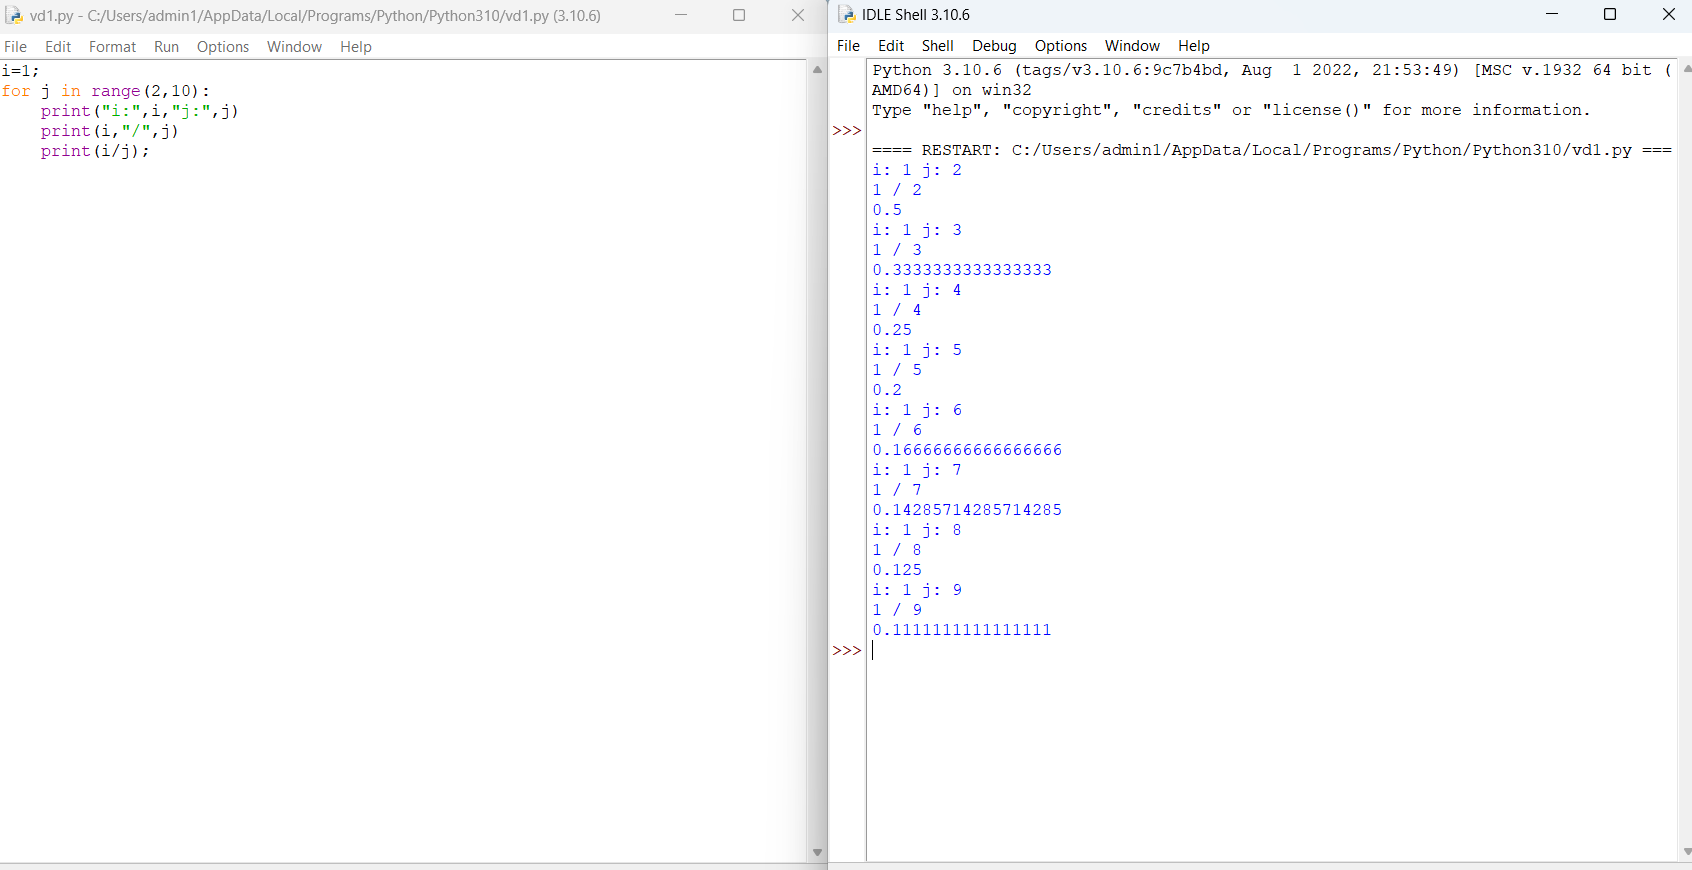 vd1.py - C:/Users/admin1/AppData/Local/Programs/Python/Python310/vd1.py (3.10.6)
File Edit Format Run Options Window Help
i=1;
for j in range(2,10):
    print("i:",i,"j:",j)
    print(i,"/",j)
    print(i/j);
IDLE Shell 3.10.6
File Edit Shell Debug Options Window Help
Python 3.10.6 (tags/v3.10.6:9c7b4bd, Aug  1 2022, 21:53:49) [MSC v.1932 64 bit (
AMD64)] on win32
Type "help", "copyright", "credits" or "license()" for more information.
>>>
==== RESTART: C:/Users/admin1/AppData/Local/Programs/Python/Python310/vd1.py ===
i: 1 j: 2
1 / 2
0.5
i: 1 j: 3
1 / 3
0.3333333333333333
i: 1 j: 4
1 / 4
0.25
i: 1 j: 5
1 / 5
0.2
i: 1 j: 6
1 / 6
0.16666666666666666
i: 1 j: 7
1 / 7
0.14285714285714285
i: 1 j: 8
1 / 8
0.125
i: 1 j: 9
1 / 9
0.1111111111111111
>>>